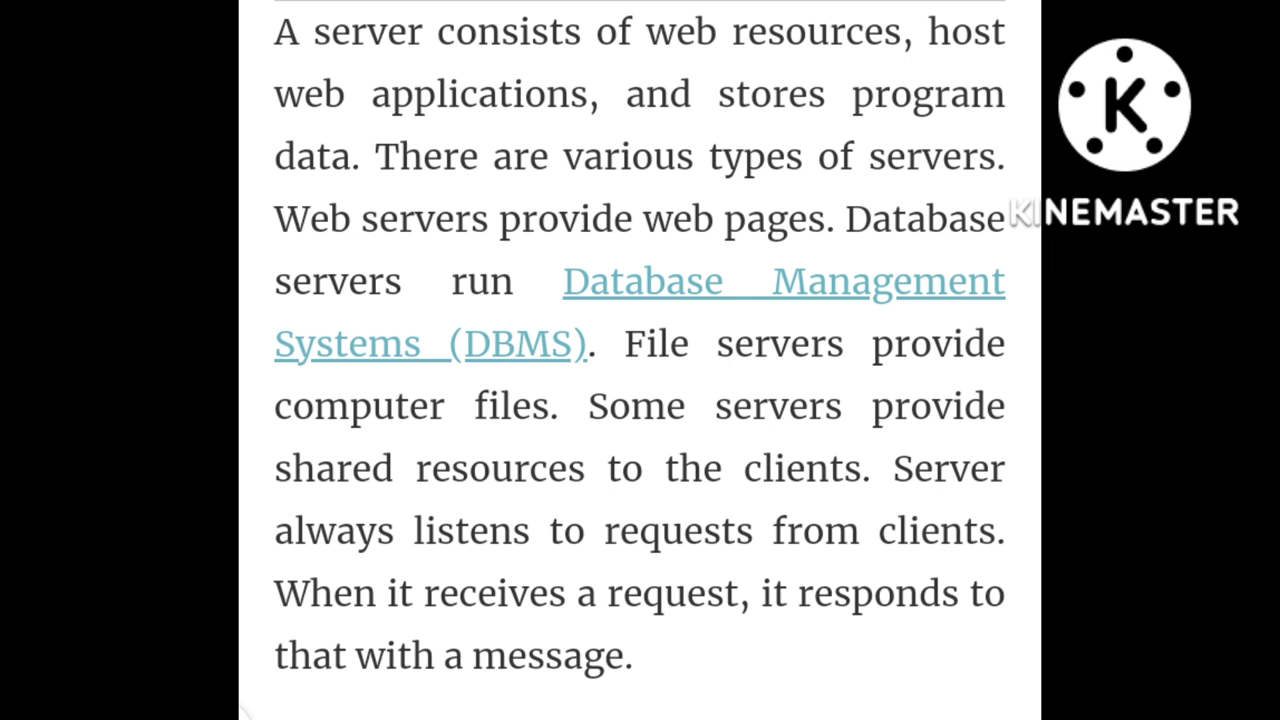 A server consists of web resources, host
web applications, and stores program
data. There are various types of servers.
Web servers provide web pages. Database
servers run Database Management
Systems (DBMS). File servers provide
computer files. Some servers provide
shared resources to the clients. Server
always listens to requests from clients.
When it receives a request, it responds to
that with a message.
K
KINEMASTER